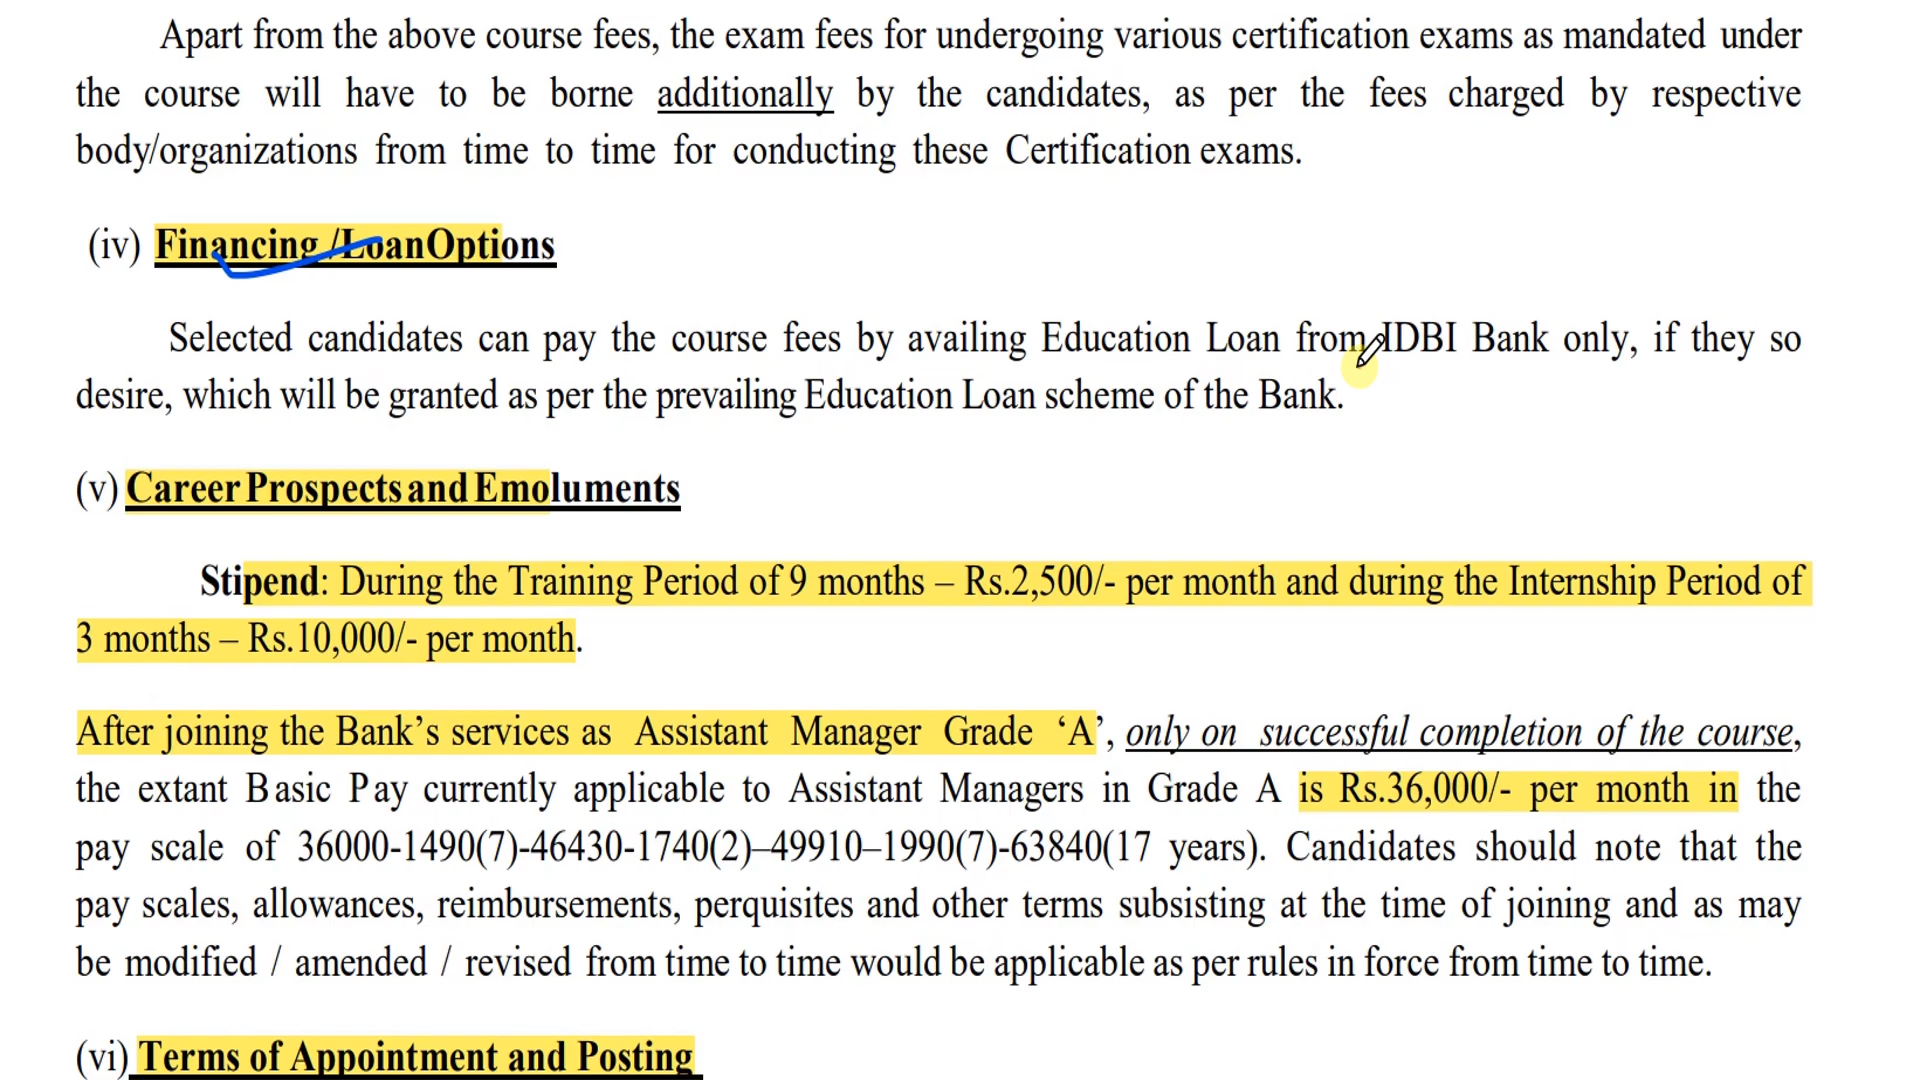 Apart from the above course fees, the exam fees for undergoing various certification exams as mandated under
the course will have to be borne additionally by the candidates, as per the fees charged by respective
body/organizations from time to time for conducting these Certification exams.
(iv) Financing /LoanOptions
Selected candidates can pay the course fees by availing Education Loan from IDBI Bank only, if they so
desire, which will be granted as per the prevailing Education Loan scheme of the Bank.
(v) Career Prospects and Emoluments
Stipend: During the Training Period of 9 months – Rs.2,500/- per month and during the Internship Period of
3 months – Rs.10,000/- per month.
After joining the Bank’s services as Assistant Manager Grade ‘A’, only on successful completion of the course,
the extant Basic Pay currently applicable to Assistant Managers in Grade A is Rs.36,000/- per month in the
pay scale of 36000-1490(7)-46430-1740(2)–49910–1990(7)-63840(17 years). Candidates should note that the
pay scales, allowances, reimbursements, perquisites and other terms subsisting at the time of joining and as may
be modified / amended / revised from time to time would be applicable as per rules in force from time to time.
(vi) Terms of Appointment and Posting